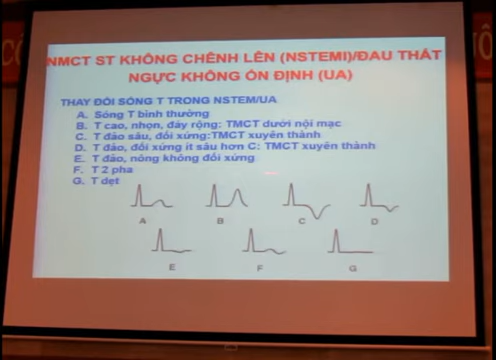 NMCT ST KHÔNG CHÊNH LÊN (NSTEMI)/ĐAU THẮT
NGỰC KHÔNG ỔN ĐỊNH (UA)
THAY ĐỔI SÓNG T TRONG NSTEM/UA
A. Sóng T bình thường
B. T cao, nhọn, đáy rộng: TMCT dưới nội mạc
C. T đảo sâu, đối xứng:TMCT xuyên thành
D. T đảo, đối xứng ít sâu hơn C: TMCT xuyên thành
E. T đảo, nông không đối xứng
F. T 2 pha
G. T dẹt
A B C D
E F G